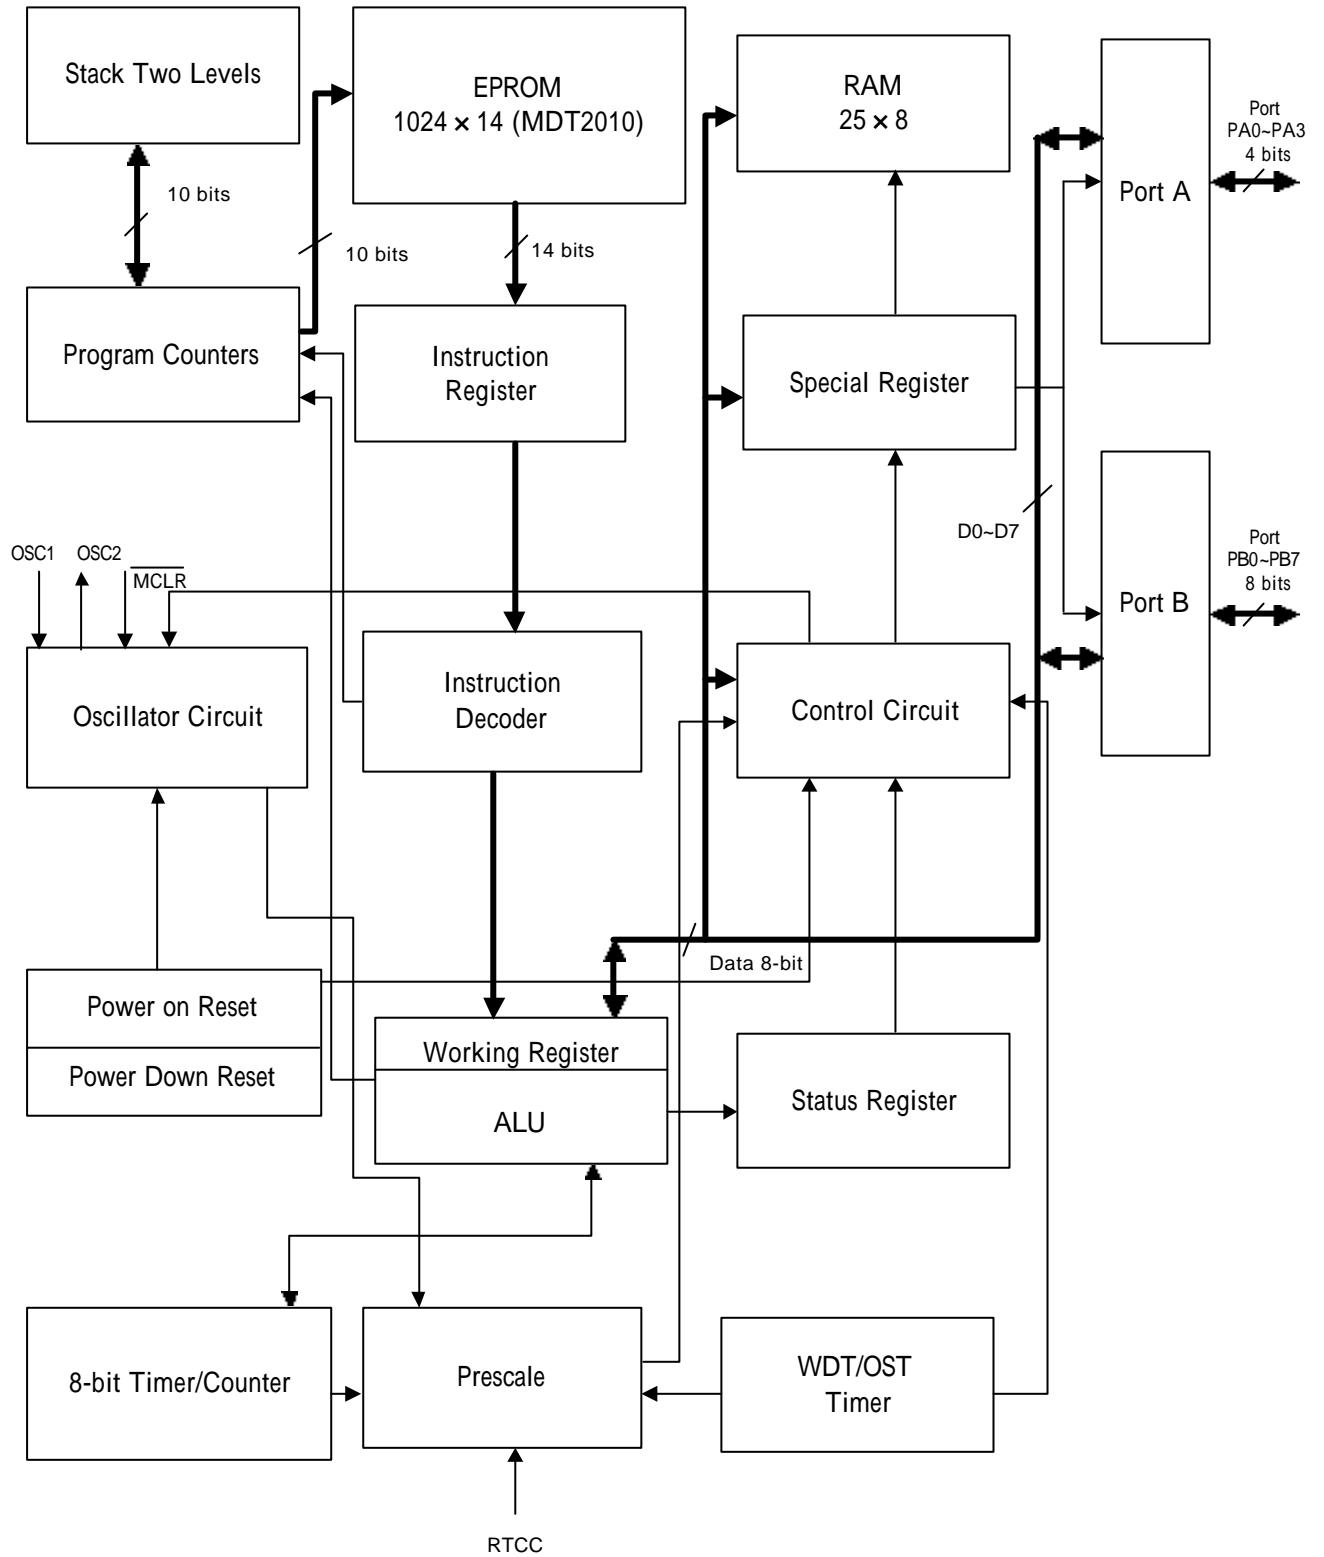 Stack Two Levels
EPROM
1024 × 14 (MDT2010)
RAM
25 × 8
Port
PA0~PA3
4 bits
Port A
10 bits
10 bits
14 bits
Program Counters
Instruction
Register
Special Register
D0~D7
Port
PB0~PB7
8 bits
Port B
OSC1
OSC2
MCLR
Oscillator Circuit
Instruction
Decoder
Control Circuit
Data 8-bit
Power on Reset
Power Down Reset
Working Register
ALU
Status Register
8-bit Timer/Counter
Prescale
WDT/OST
Timer
RTCC